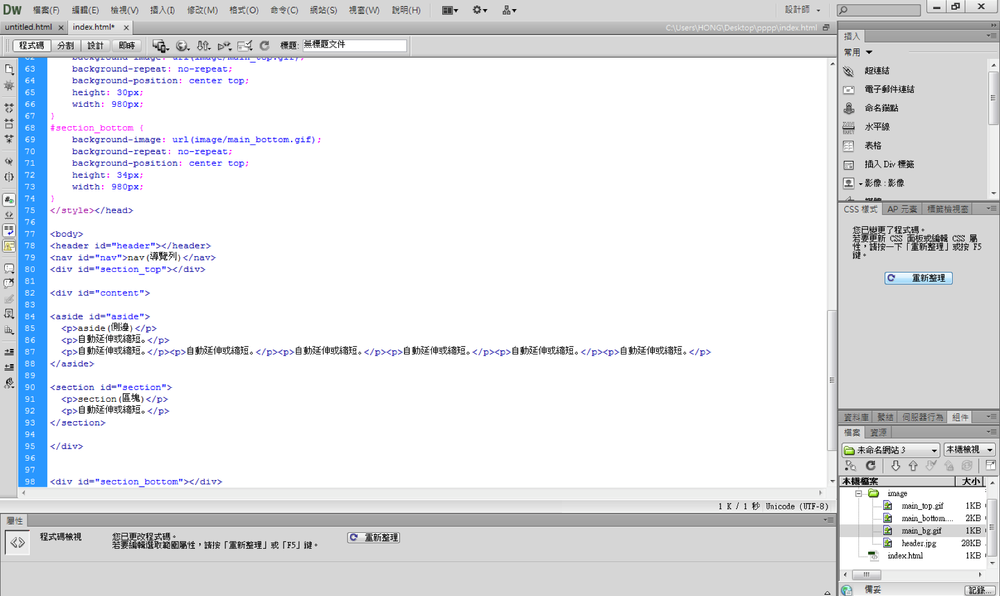 Dw 檔案(F) 編輯(E) 檢視(V) 插入(I) 修改(M) 格式(O) 命令(C) 網站(S) 視窗(W) 說明(H) 設計師
untitled.html index.html* C:\Users\HONG\Desktop\pppp\index.html
程式碼 分割 設計 即時 標題: 無標題文件
62 background-image: url(image/main_top.gif);
63 background-repeat: no-repeat;
64 background-position: center top;
65 height: 30px;
66 width: 980px;
67 }
68 #section_bottom {
69 background-image: url(image/main_bottom.gif);
70 background-repeat: no-repeat;
71 background-position: center top;
72 height: 34px;
73 width: 980px;
74 }
75 </style></head>
76
77 <body>
78 <header id="header"></header>
79 <nav id="nav">nav(導覽列)</nav>
80 <div id="section_top"></div>
81
82 <div id="content">
83
84 <aside id="aside">
85 <p>aside(側邊)</p>
86 <p>自動延伸或縮短。</p>
87 <p>自動延伸或縮短。</p><p>自動延伸或縮短。</p><p>自動延伸或縮短。</p><p>自動延伸或縮短。</p><p>自動延伸或縮短。</p><p>自動延伸或縮短。</p>
88 </aside>
89
90 <section id="section">
91 <p>section(區塊)</p>
92 <p>自動延伸或縮短。</p>
93 </section>
94
95 </div>
96
97
98 <div id="section_bottom"></div>
1 K / 1 秒 Unicode (UTF-8)
屬性
程式碼檢視
您已更改程式碼。
若要編輯選取範圍屬性，請按「重新整理」或「F5」鍵。
重新整理
插入
常用
超連結
電子郵件連結
命名錨點
水平線
表格
插入 Div 標籤
影像 : 影像
CSS 樣式 AP 元素 標籤檢視窗
您已變更了程式碼。
若要更新 CSS 面板或編輯 CSS 屬
性，請按一下「重新整理」或按 F5
鍵。
重新整理
資料庫 繫結 伺服器行為 組件
檔案 資源
未命名網站 3 本機檢視
本機檔案 大小
image
main_top.gif 1KB
main_bottom.... 2KB
main_bg.gif 1KB
header.jpg 28KB
index.html 1KB
備妥 記錄...